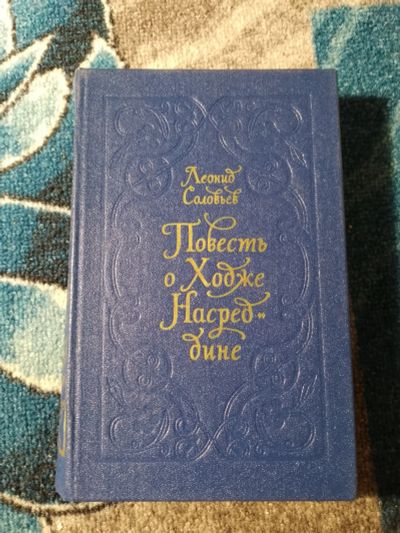 Леонид
Соловьев
Повесть
о Ходже
Насред-
дине